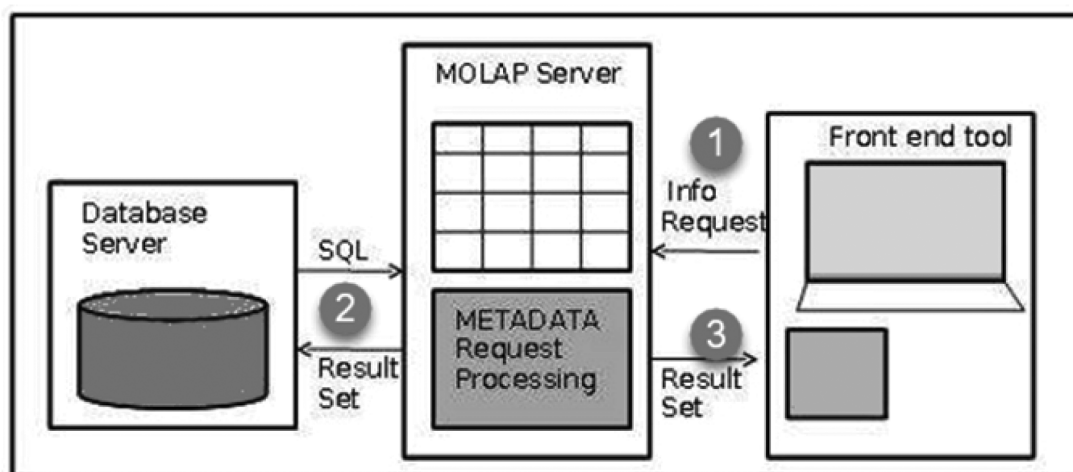 MOLAP Server
1
Front end tool
Info
Request
Database
Server
SQL
2
Result
Set
METADATA
Request
Processing
3
Result
Set